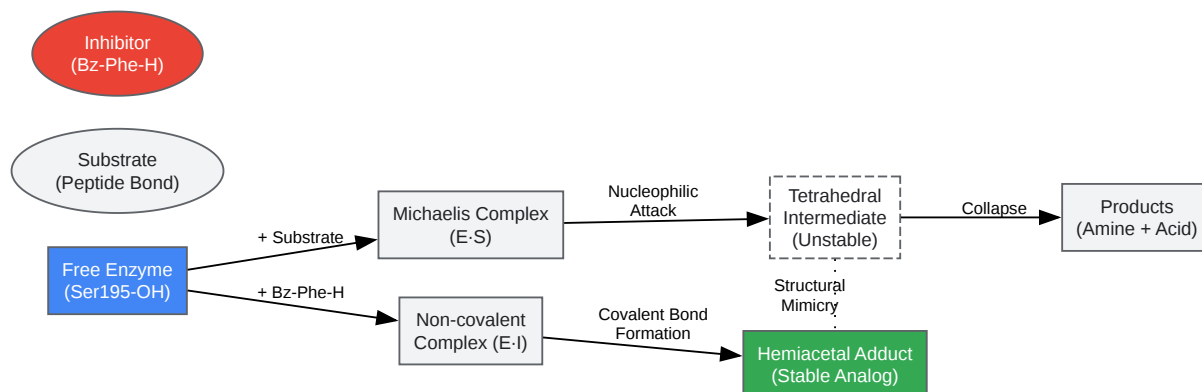 Inhibitor
(Bz-Phe-H)
Substrate
(Peptide Bond)
Free Enzyme
(Ser195-OH)
+ Substrate
+ Bz-Phe-H
Michaelis Complex
(E·S)
Non-covalent
Complex (E·I)
Nucleophilic
Attack
Covalent Bond
Formation
Tetrahedral
Intermediate
(Unstable)
Structural
Mimicry
Hemiacetal Adduct
(Stable Analog)
Collapse
Products
(Amine + Acid)